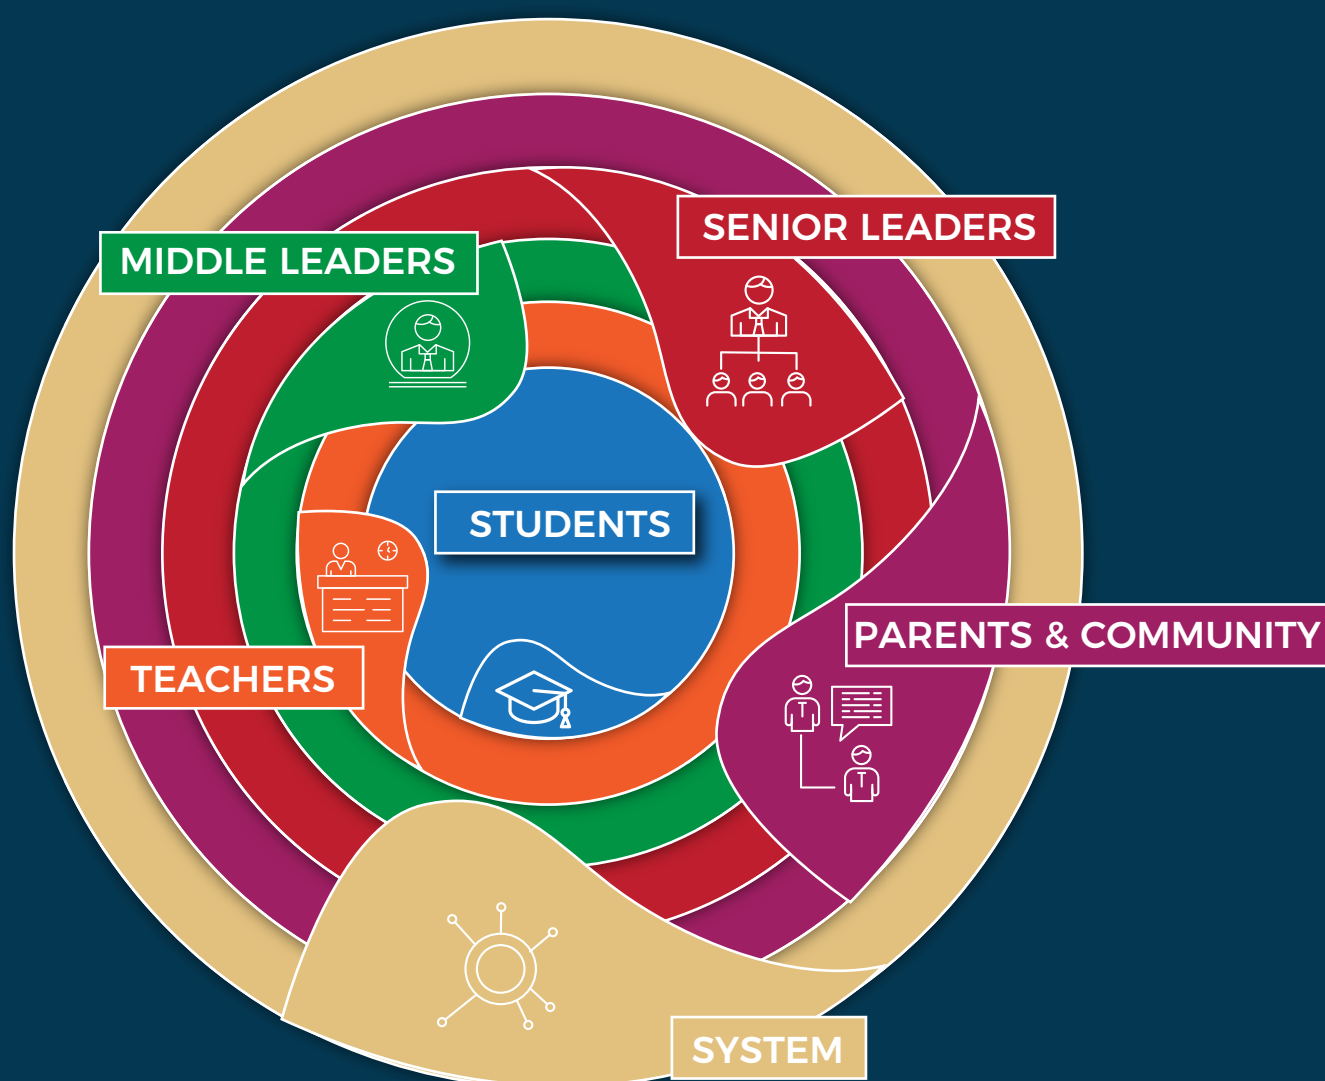 SENIOR LEADERS
MIDDLE LEADERS
STUDENTS
PARENTS & COMMUNITY
TEACHERS
SYSTEM